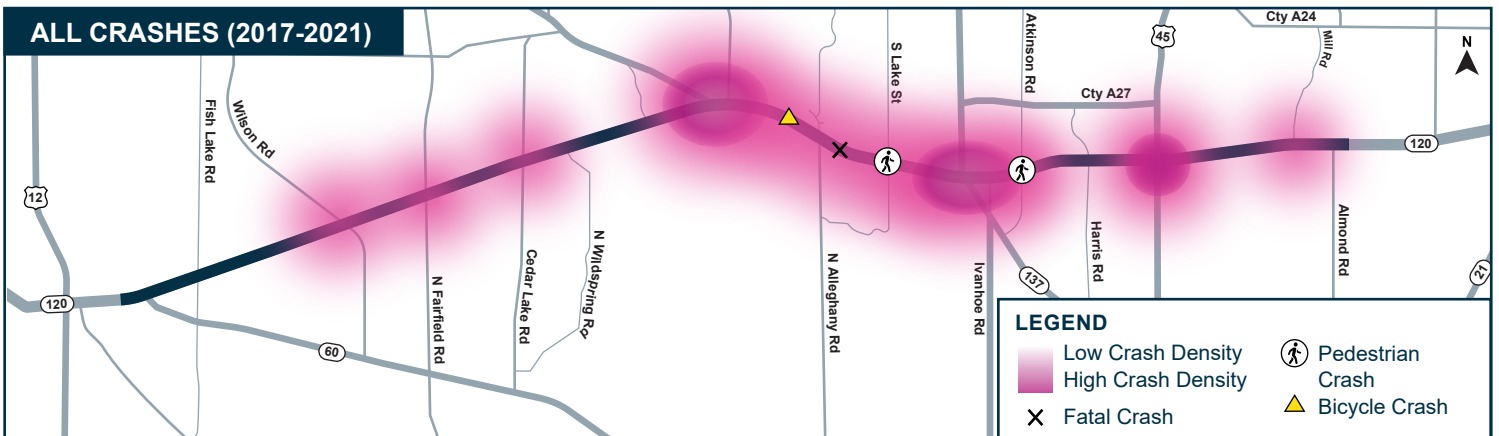 ALL CRASHES (2017-2021)
Cty A24
N
45
Mill Rd
Atkinson Rd
S Lake St
Cty A27
Fish Lake Rd
Wilson Rd
120
12
N Wildspring Rd
Cedar Lake Rd
N Fairfield Rd
N Alleghany Rd
Ivanhoe Rd
137
Harris Rd
Almond Rd
21
120
60
LEGEND
Low Crash Density
High Crash Density
Fatal Crash
Pedestrian
Crash
Bicycle Crash